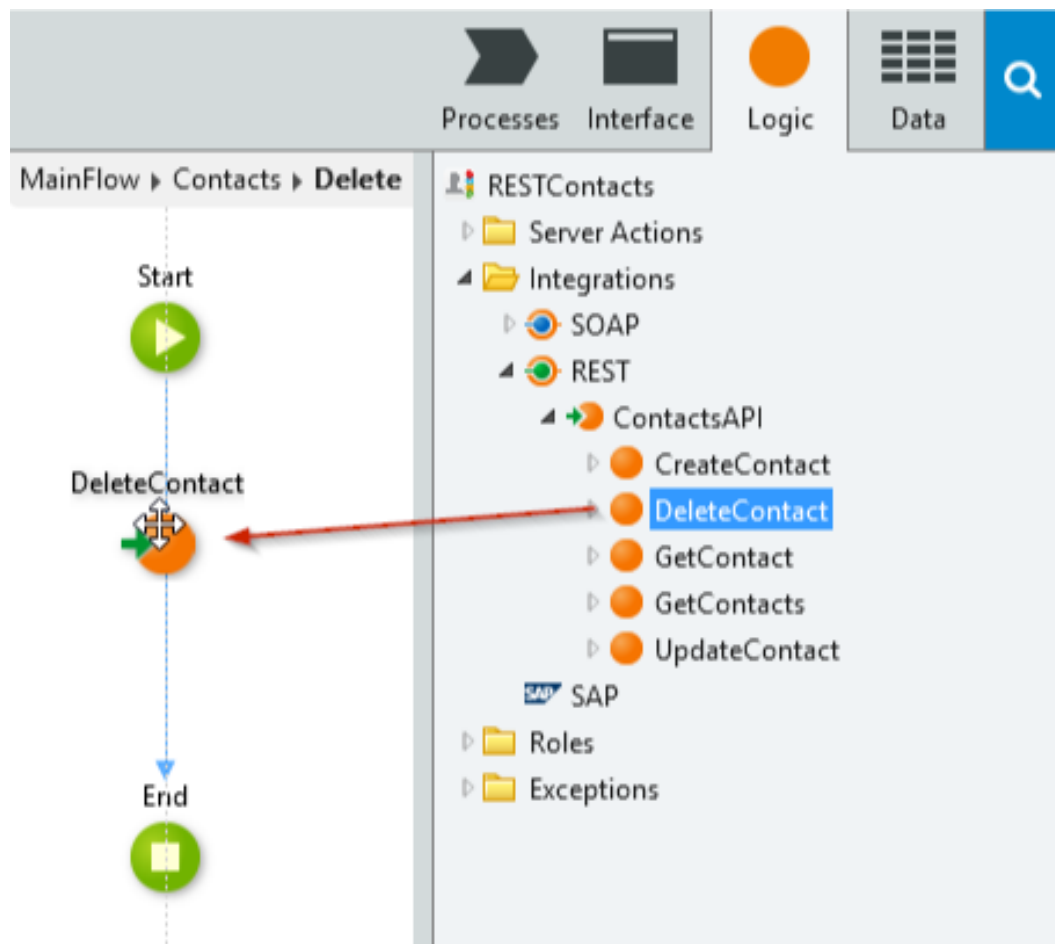 Processes Interface Logic Data
MainFlow Contacts Delete
Start
DeleteContact
End
RESTContacts
Server Actions
Integrations
SOAP
REST
ContactsAPI
CreateContact
DeleteContact
GetContact
GetContacts
UpdateContact
SAP SAP
Roles
Exceptions